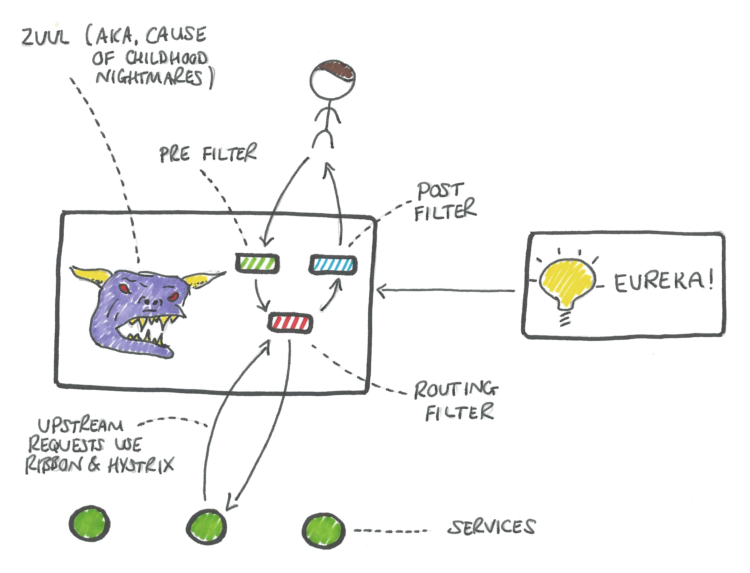 ZUUL (AKA, CAUSE
OF CHILDHOOD
NIGHTMARES)
PRE FILTER
POST
FILTER
EUREKA!
ROUTING
FILTER
UPSTREAM
REQUESTS USE
RIBBON & HYSTRIX
SERVICES